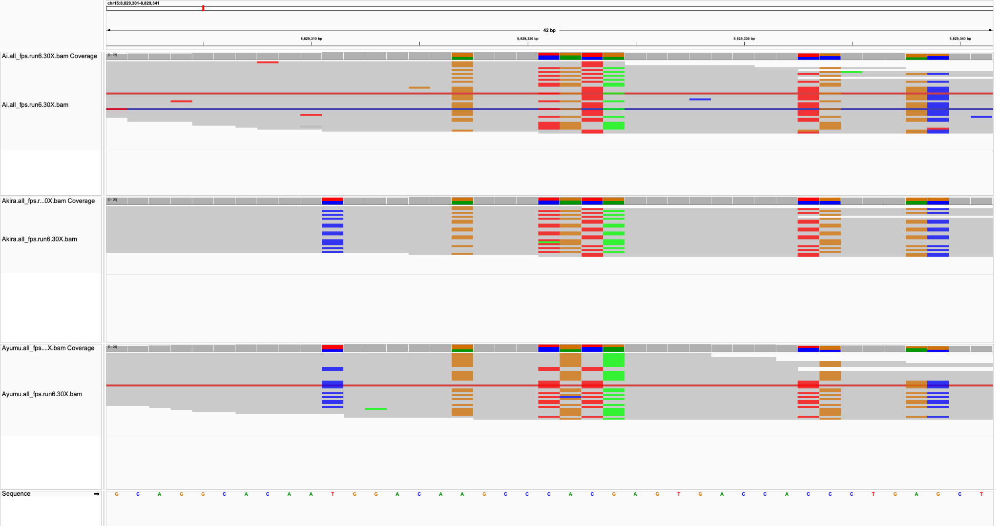 chr15:8,829,301-8,829,341
42 bp
8,829,310 bp 8,829,320 bp 8,829,330 bp 8,829,340 bp
Ai.all_fps.run6.30X.bam Coverage
[0 - 37]
Ai.all_fps.run6.30X.bam
Akira.all_fps.r...0X.bam Coverage
[0 - 26]
Akira.all_fps.run6.30X.bam
Ayumu.all_fps....X.bam Coverage
[0 - 34]
Ayumu.all_fps.run6.30X.bam
Sequence G C A G G C A C A A T G G A C A A G C C C A C G A G T G A C C A C C C T G A G C T